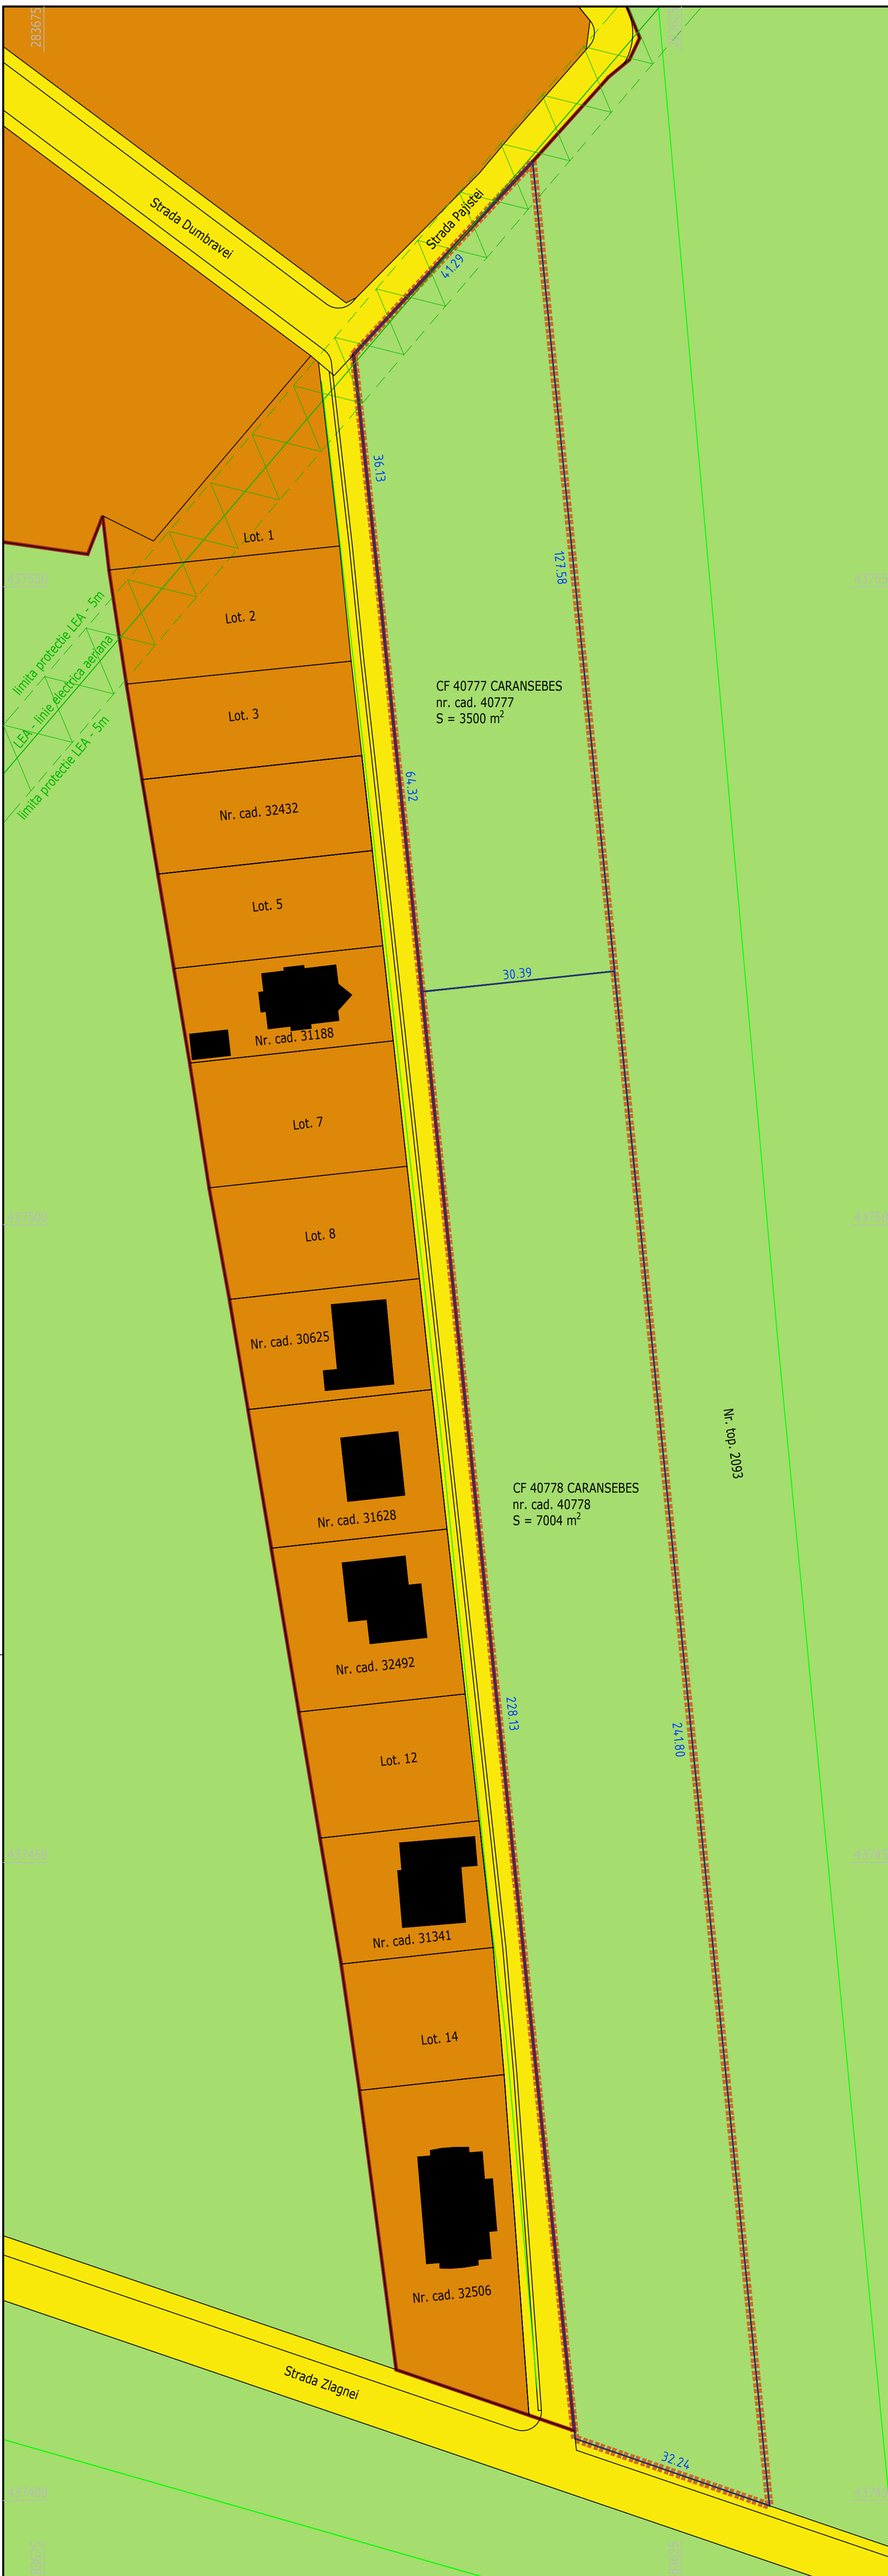 283675
Strada Dumbravei
Strada Pajistei
41.29
36.13
Lot. 1
127.58
limita protectie LEA - 5m
LEA - linie electrica aeriana
limita protectie LEA - 5m
Lot. 2
CF 40777 CARANSEBES
nr. cad. 40777
S = 3500 m²
Lot. 3
64.32
Nr. cad. 32432
Lot. 5
30.39
Nr. cad. 31188
Lot. 7
Lot. 8
Nr. cad. 30625
Nr. top. 2093
CF 40778 CARANSEBES
nr. cad. 40778
S = 7004 m²
Nr. cad. 31628
Nr. cad. 32492
228.13
241.80
Lot. 12
Nr. cad. 31341
Lot. 14
Nr. cad. 32506
Strada Zlagnei
32.24